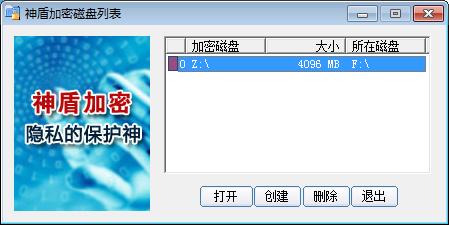 神盾加密磁盘列表
神盾加密
隐私的保护神
加密磁盘 大小 所在磁盘
0 Z:\ 4096 MB F:\
打开 创建 删除 退出